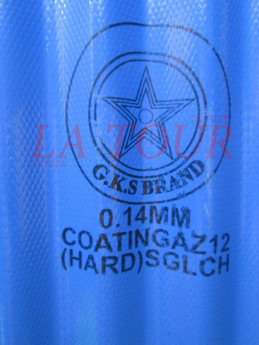 LA TOUR
G.K.S BRAND
0.14MM
COATINGAZ12
(HARD)SGLCH